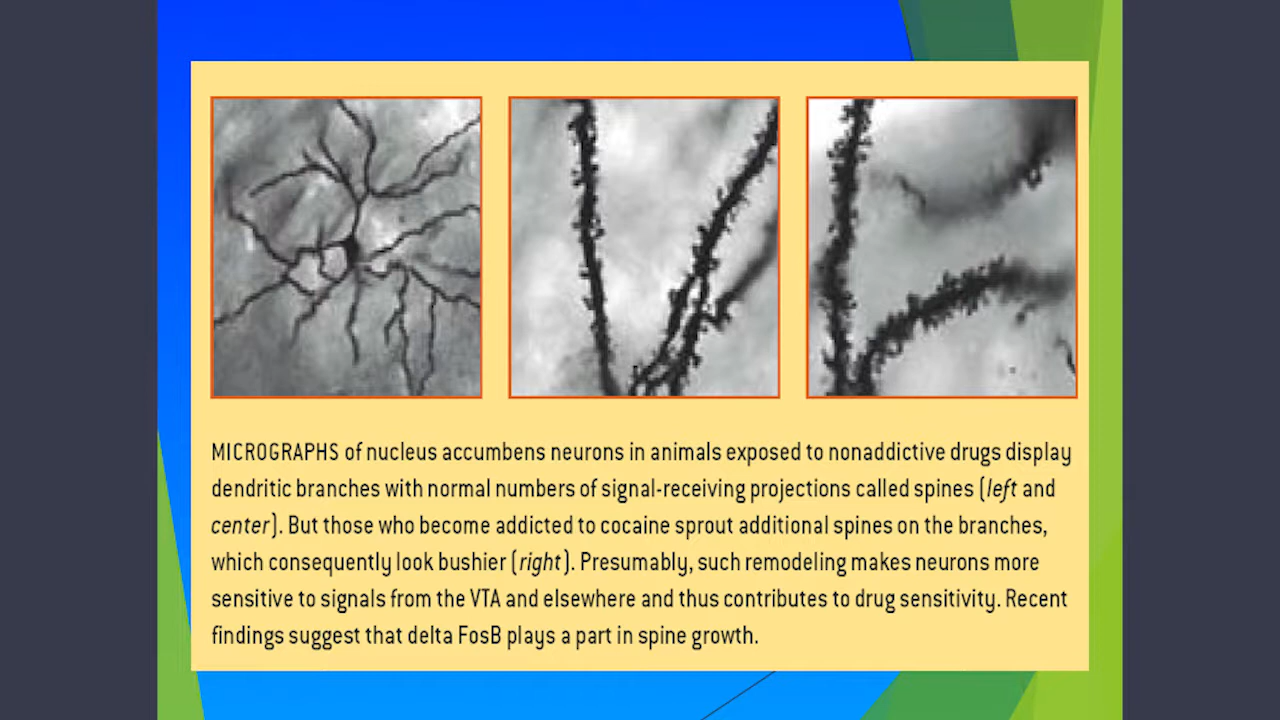 MICROGRAPHS of nucleus accumbens neurons in animals exposed to nonaddictive drugs display
dendritic branches with normal numbers of signal-receiving projections called spines (left and
center). But those who become addicted to cocaine sprout additional spines on the branches,
which consequently look bushier (right). Presumably, such remodeling makes neurons more
sensitive to signals from the VTA and elsewhere and thus contributes to drug sensitivity. Recent
findings suggest that delta FosB plays a part in spine growth.